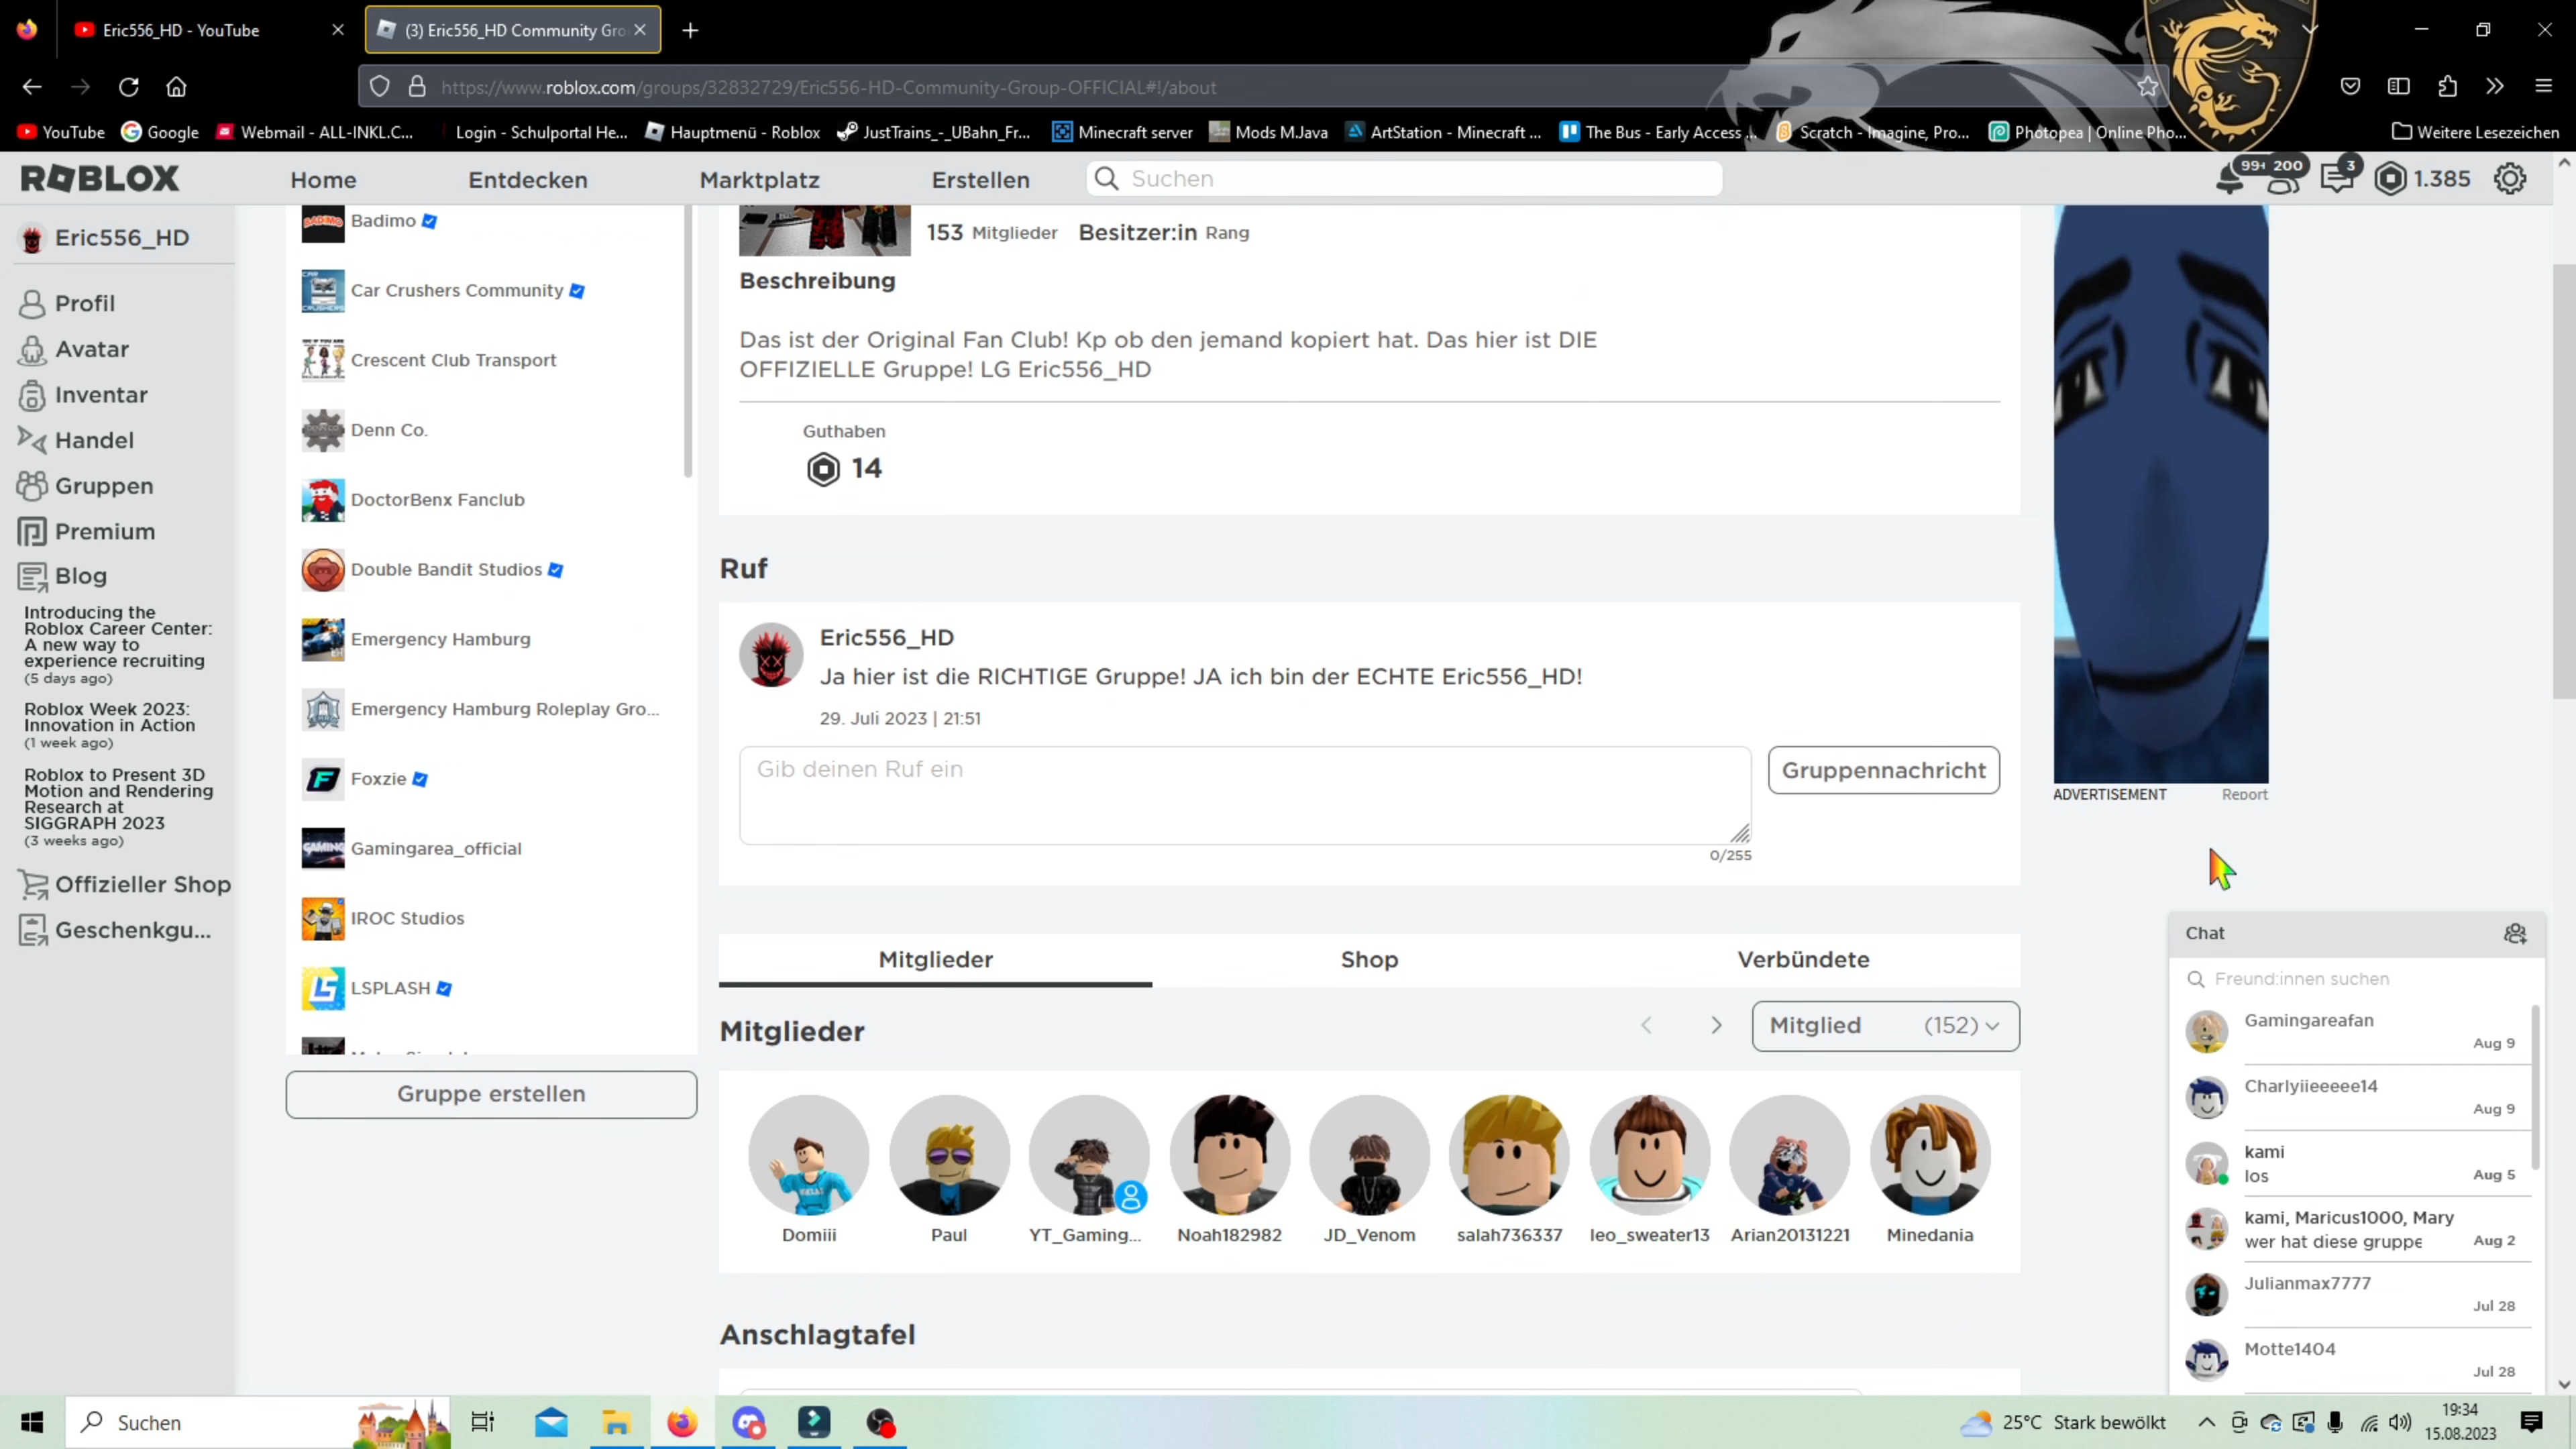 Eric556_HD - YouTube
(3) Eric556_HD Community Gro
https://www.roblox.com/groups/32832729/Eric556-HD-Community-Group-OFFICIAL#!/about
YouTube Google Webmail - ALL-INKL.C... Login - Schulportal He... Hauptmenü - Roblox JustTrains_-_UBahn_Fr... Minecraft server Mods M.Java ArtStation - Minecraft ... The Bus - Early Access ... Scratch - Imagine, Pro... Photopea | Online Pho... Weitere Lesezeichen
ROBLOX Home Entdecken Marktplatz Erstellen Suchen 99+ 200 3 1.385
Eric556_HD
Profil
Avatar
Inventar
Handel
Gruppen
Premium
Blog
Introducing the
Roblox Career Center:
A new way to
experience recruiting
(5 days ago)
Roblox Week 2023:
Innovation in Action
(1 week ago)
Roblox to Present 3D
Motion and Rendering
Research at
SIGGRAPH 2023
(3 weeks ago)
Offizieller Shop
Geschenkgu...
Badimo
Car Crushers Community
Crescent Club Transport
Denn Co.
DoctorBenx Fanclub
Double Bandit Studios
Emergency Hamburg
Emergency Hamburg Roleplay Gro...
Foxzie
Gamingarea_official
IROC Studios
LSPLASH
Gruppe erstellen
153 Mitglieder Besitzer:in Rang
Beschreibung
Das ist der Original Fan Club! Kp ob den jemand kopiert hat. Das hier ist DIE
OFFIZIELLE Gruppe! LG Eric556_HD
Guthaben
14
Ruf
Eric556_HD
Ja hier ist die RICHTIGE Gruppe! JA ich bin der ECHTE Eric556_HD!
29. Juli 2023 | 21:51
Gib deinen Ruf ein
Gruppennachricht
0/255
Mitglieder Shop Verbündete
Mitglieder
Mitglied (152)
Domiii Paul YT_Gaming... Noah182982 JD_Venom salah736337 leo_sweater13 Arian20131221 Minedania
Anschlagtafel
ADVERTISEMENT Report
Chat
Freund:innen suchen
Gamingareafan
Aug 9
Charlyiieeeee14
Aug 9
kami
los Aug 5
kami, Maricus1000, Mary
wer hat diese gruppe Aug 2
Julianmax7777
Jul 28
Motte1404
Jul 28
Suchen
25°C Stark bewölkt
19:34
15.08.2023